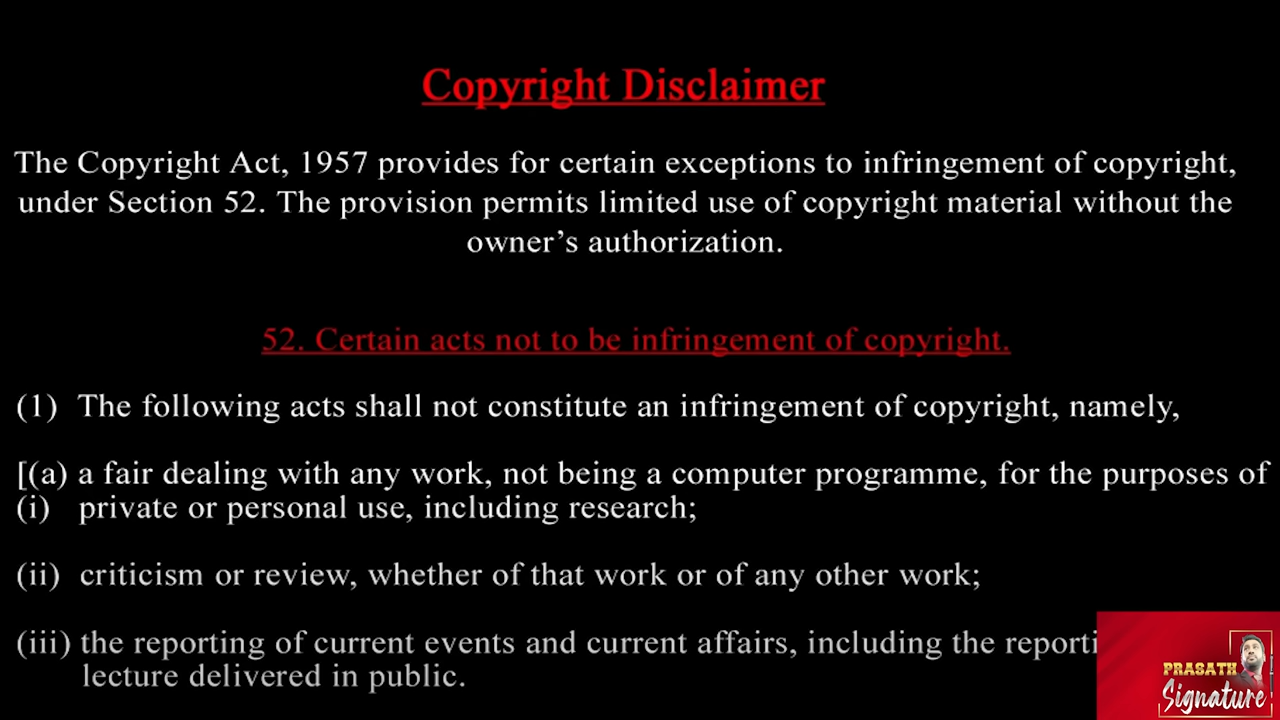 Copyright Disclaimer
The Copyright Act, 1957 provides for certain exceptions to infringement of copyright,
under Section 52. The provision permits limited use of copyright material without the
owner’s authorization.
52. Certain acts not to be infringement of copyright.
(1) The following acts shall not constitute an infringement of copyright, namely,
[(a) a fair dealing with any work, not being a computer programme, for the purposes of
(i) private or personal use, including research;
(ii) criticism or review, whether of that work or of any other work;
(iii) the reporting of current events and current affairs, including the
lecture delivered in public.
PRASATH
Signature